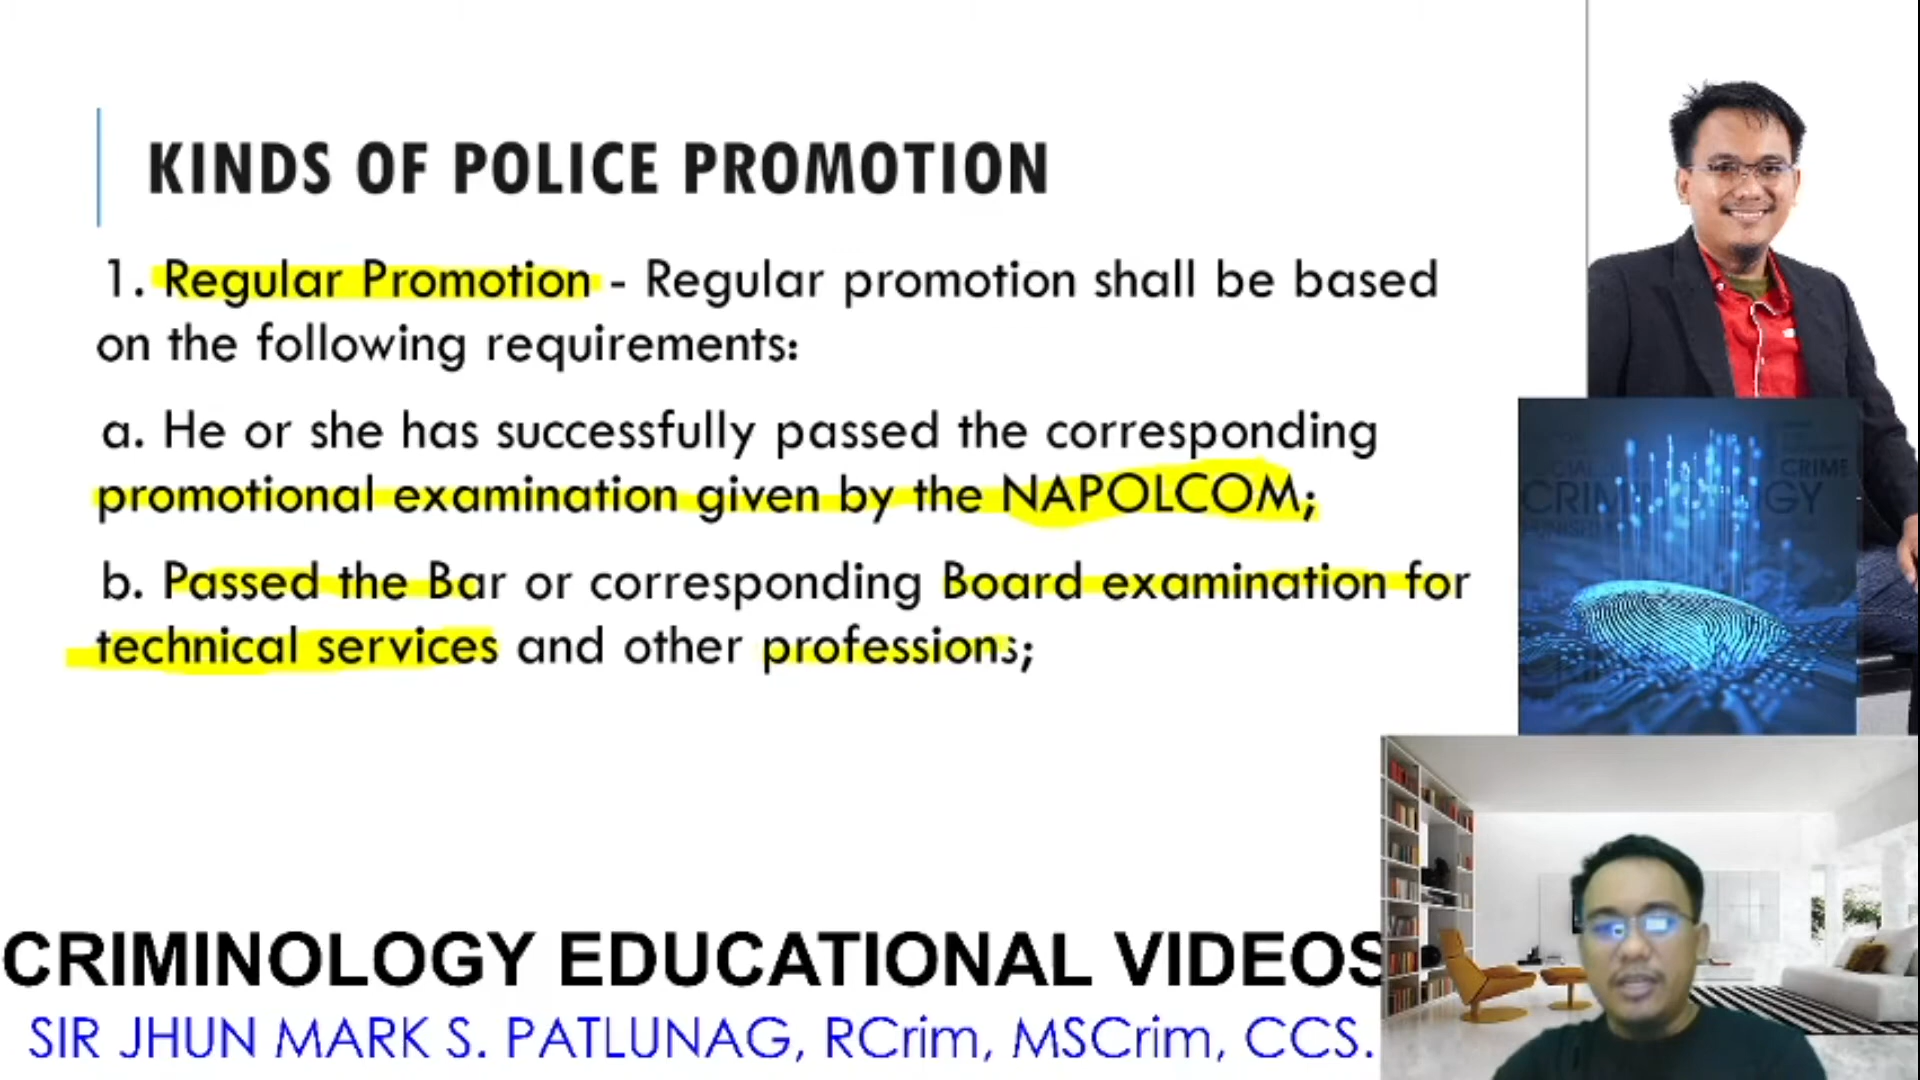 KINDS OF POLICE PROMOTION
1. Regular Promotion - Regular promotion shall be based
on the following requirements:
a. He or she has successfully passed the corresponding
promotional examination given by the NAPOLCOM;
b. Passed the Bar or corresponding Board examination for
technical services and other professions;
CRIME
CRIMINOLOGY
CRIMINOLOGY EDUCATIONAL VIDEOS
SIR JHUN MARK S. PATLUNAG, RCrim, MSCrim, CCS.